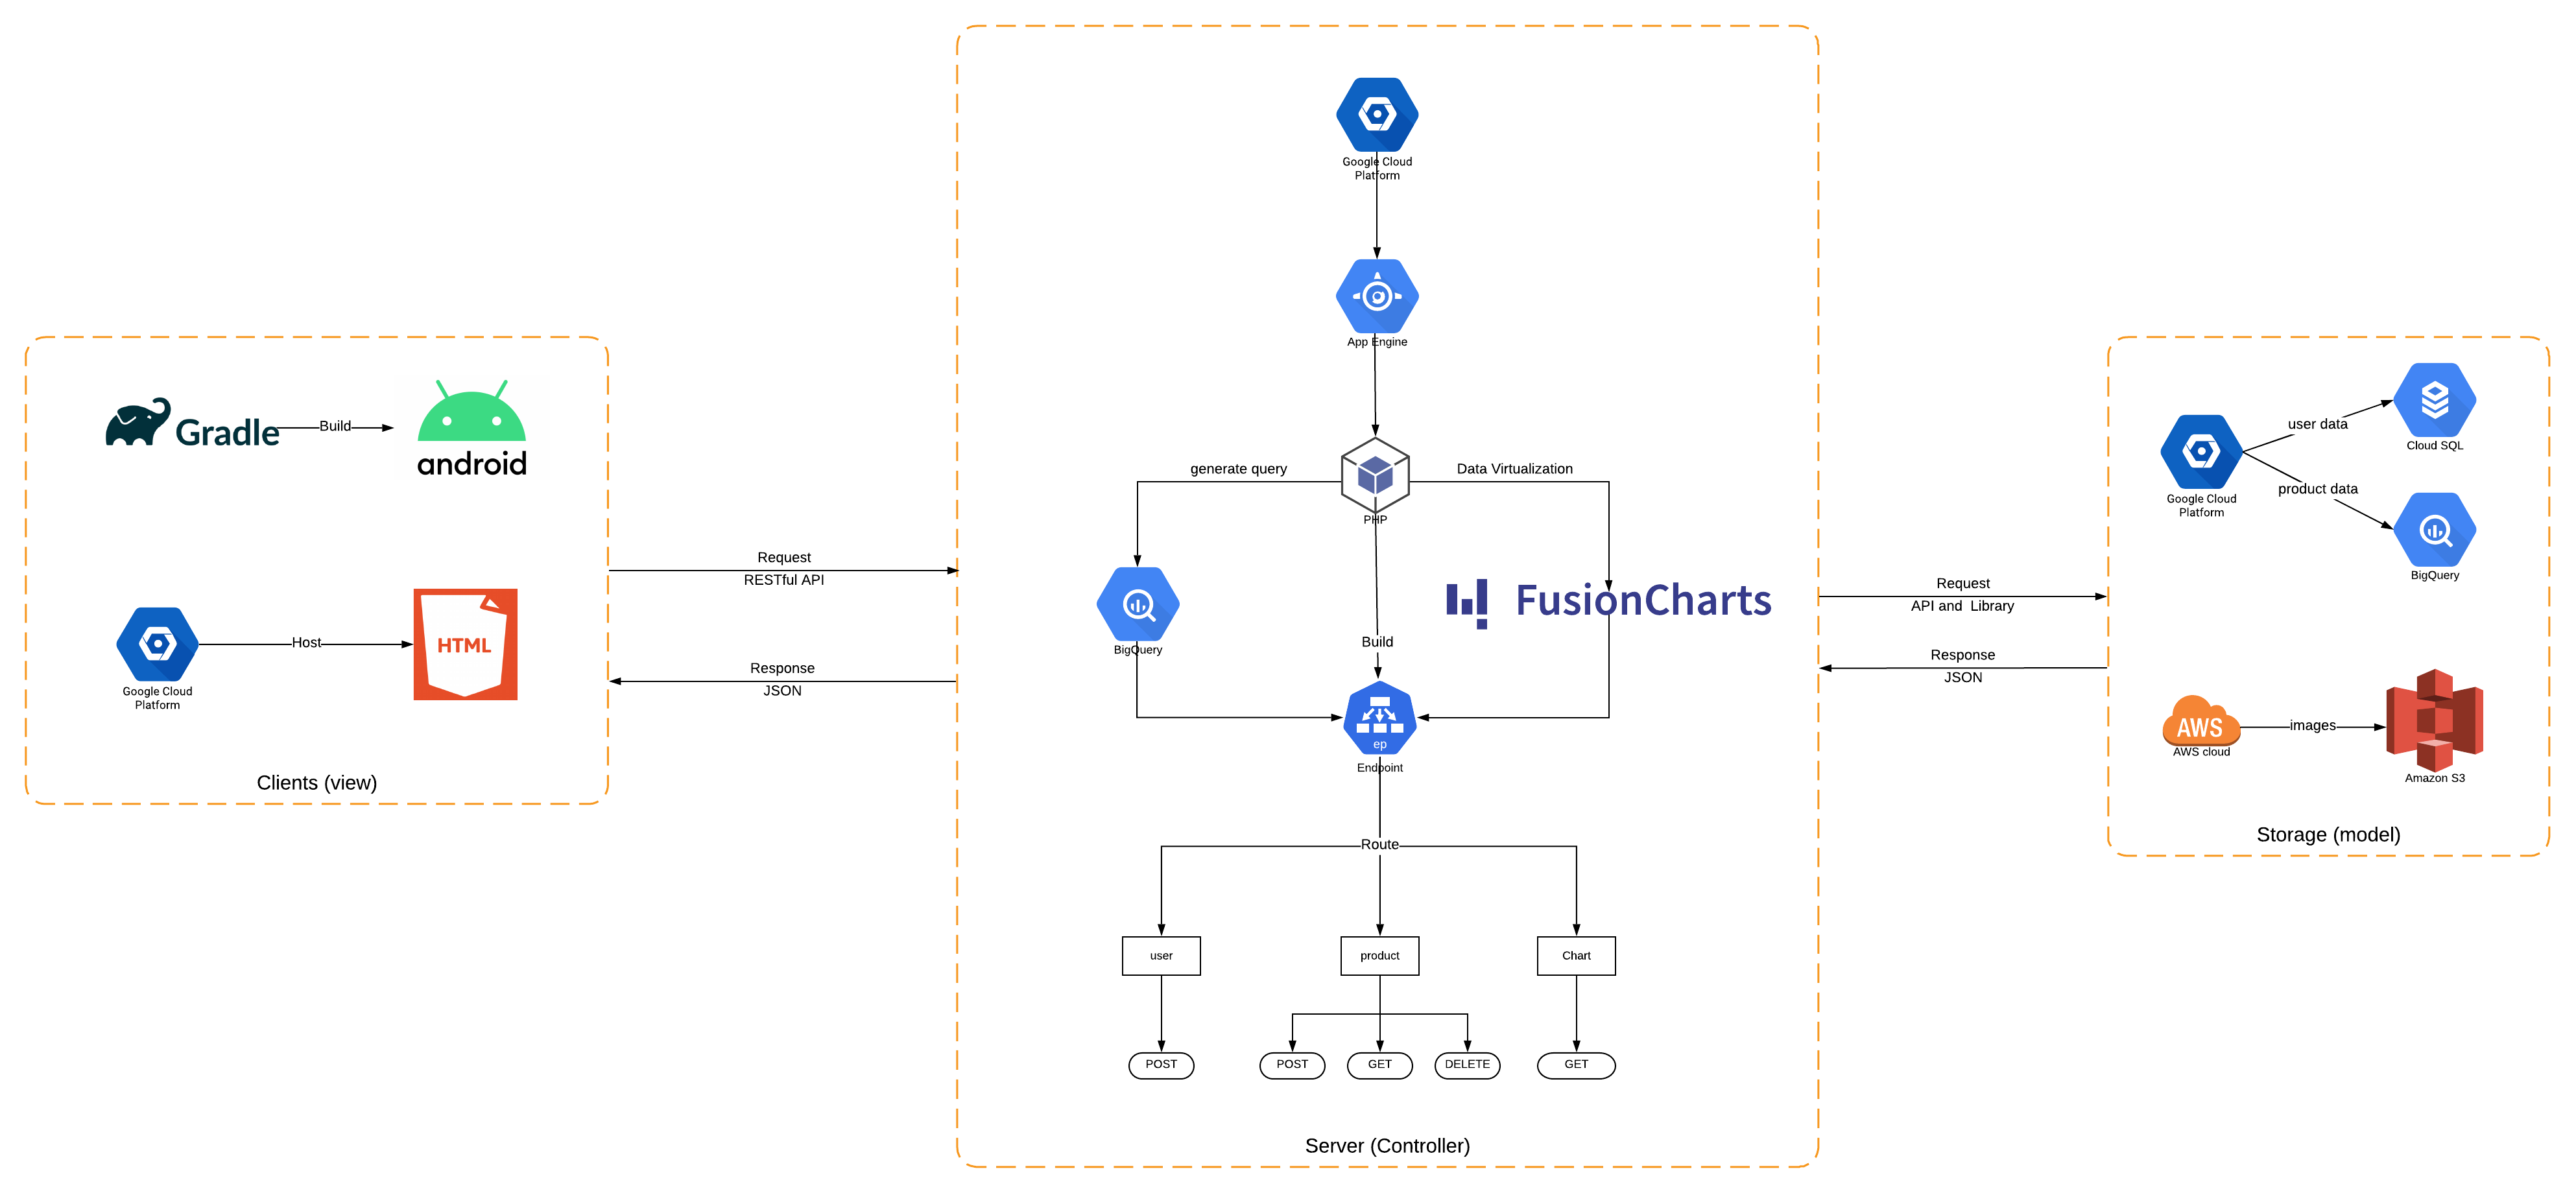 Gradle
Build
android
Google Cloud
Platform
Host
HTML
Clients (view)
Request
RESTful API
Response
JSON
Google Cloud
Platform
App Engine
PHP
generate query
Data Virtualization
BigQuery
FusionCharts
Build
ep
Endpoint
Route
user
product
Chart
POST
POST
GET
DELETE
GET
Server (Controller)
Request
API and  Library
Response
JSON
Google Cloud
Platform
user data
Cloud SQL
product data
BigQuery
AWS
AWS cloud
images
Amazon S3
Storage (model)